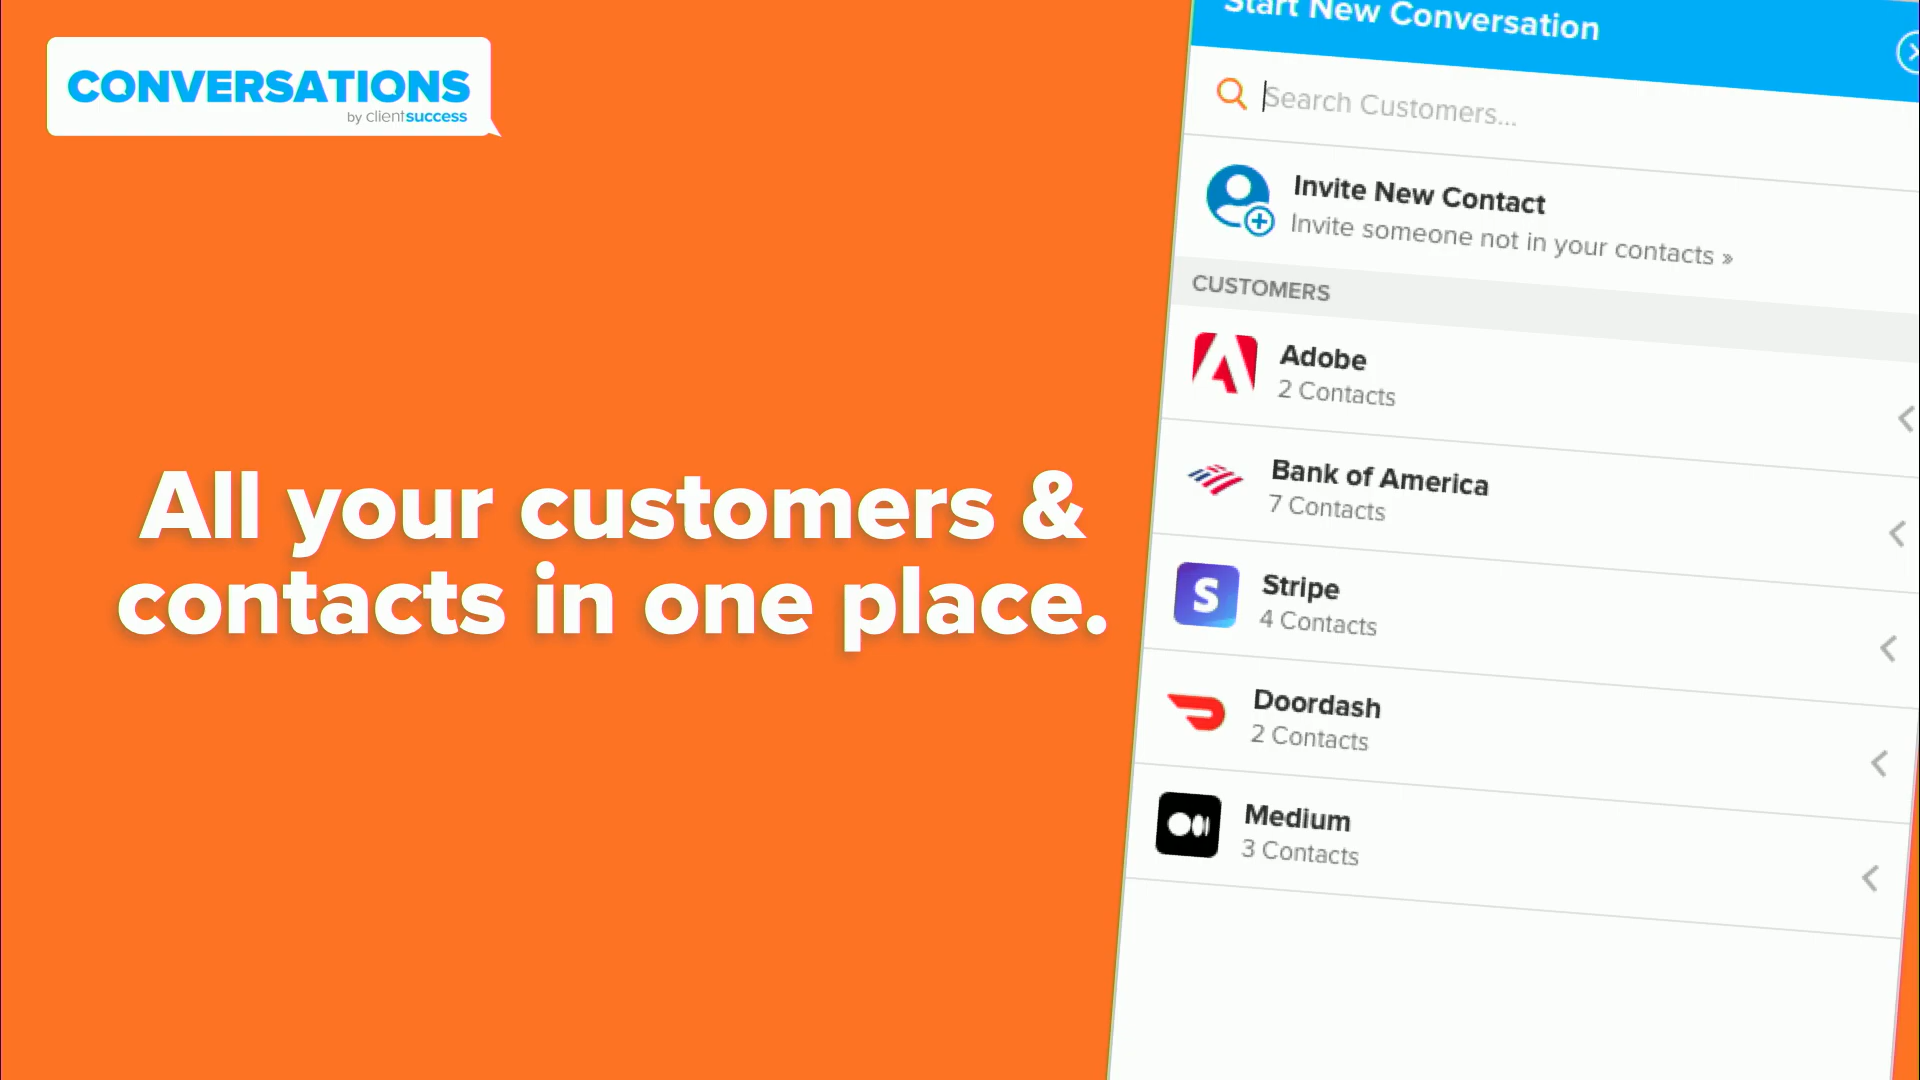 CONVERSATIONS
by clientsuccess
All your customers &
contacts in one place.
Start New Conversation
Search Customers...
Invite New Contact
Invite someone not in your contacts »
CUSTOMERS
Adobe
2 Contacts
Bank of America
7 Contacts
Stripe
4 Contacts
Doordash
2 Contacts
Medium
3 Contacts